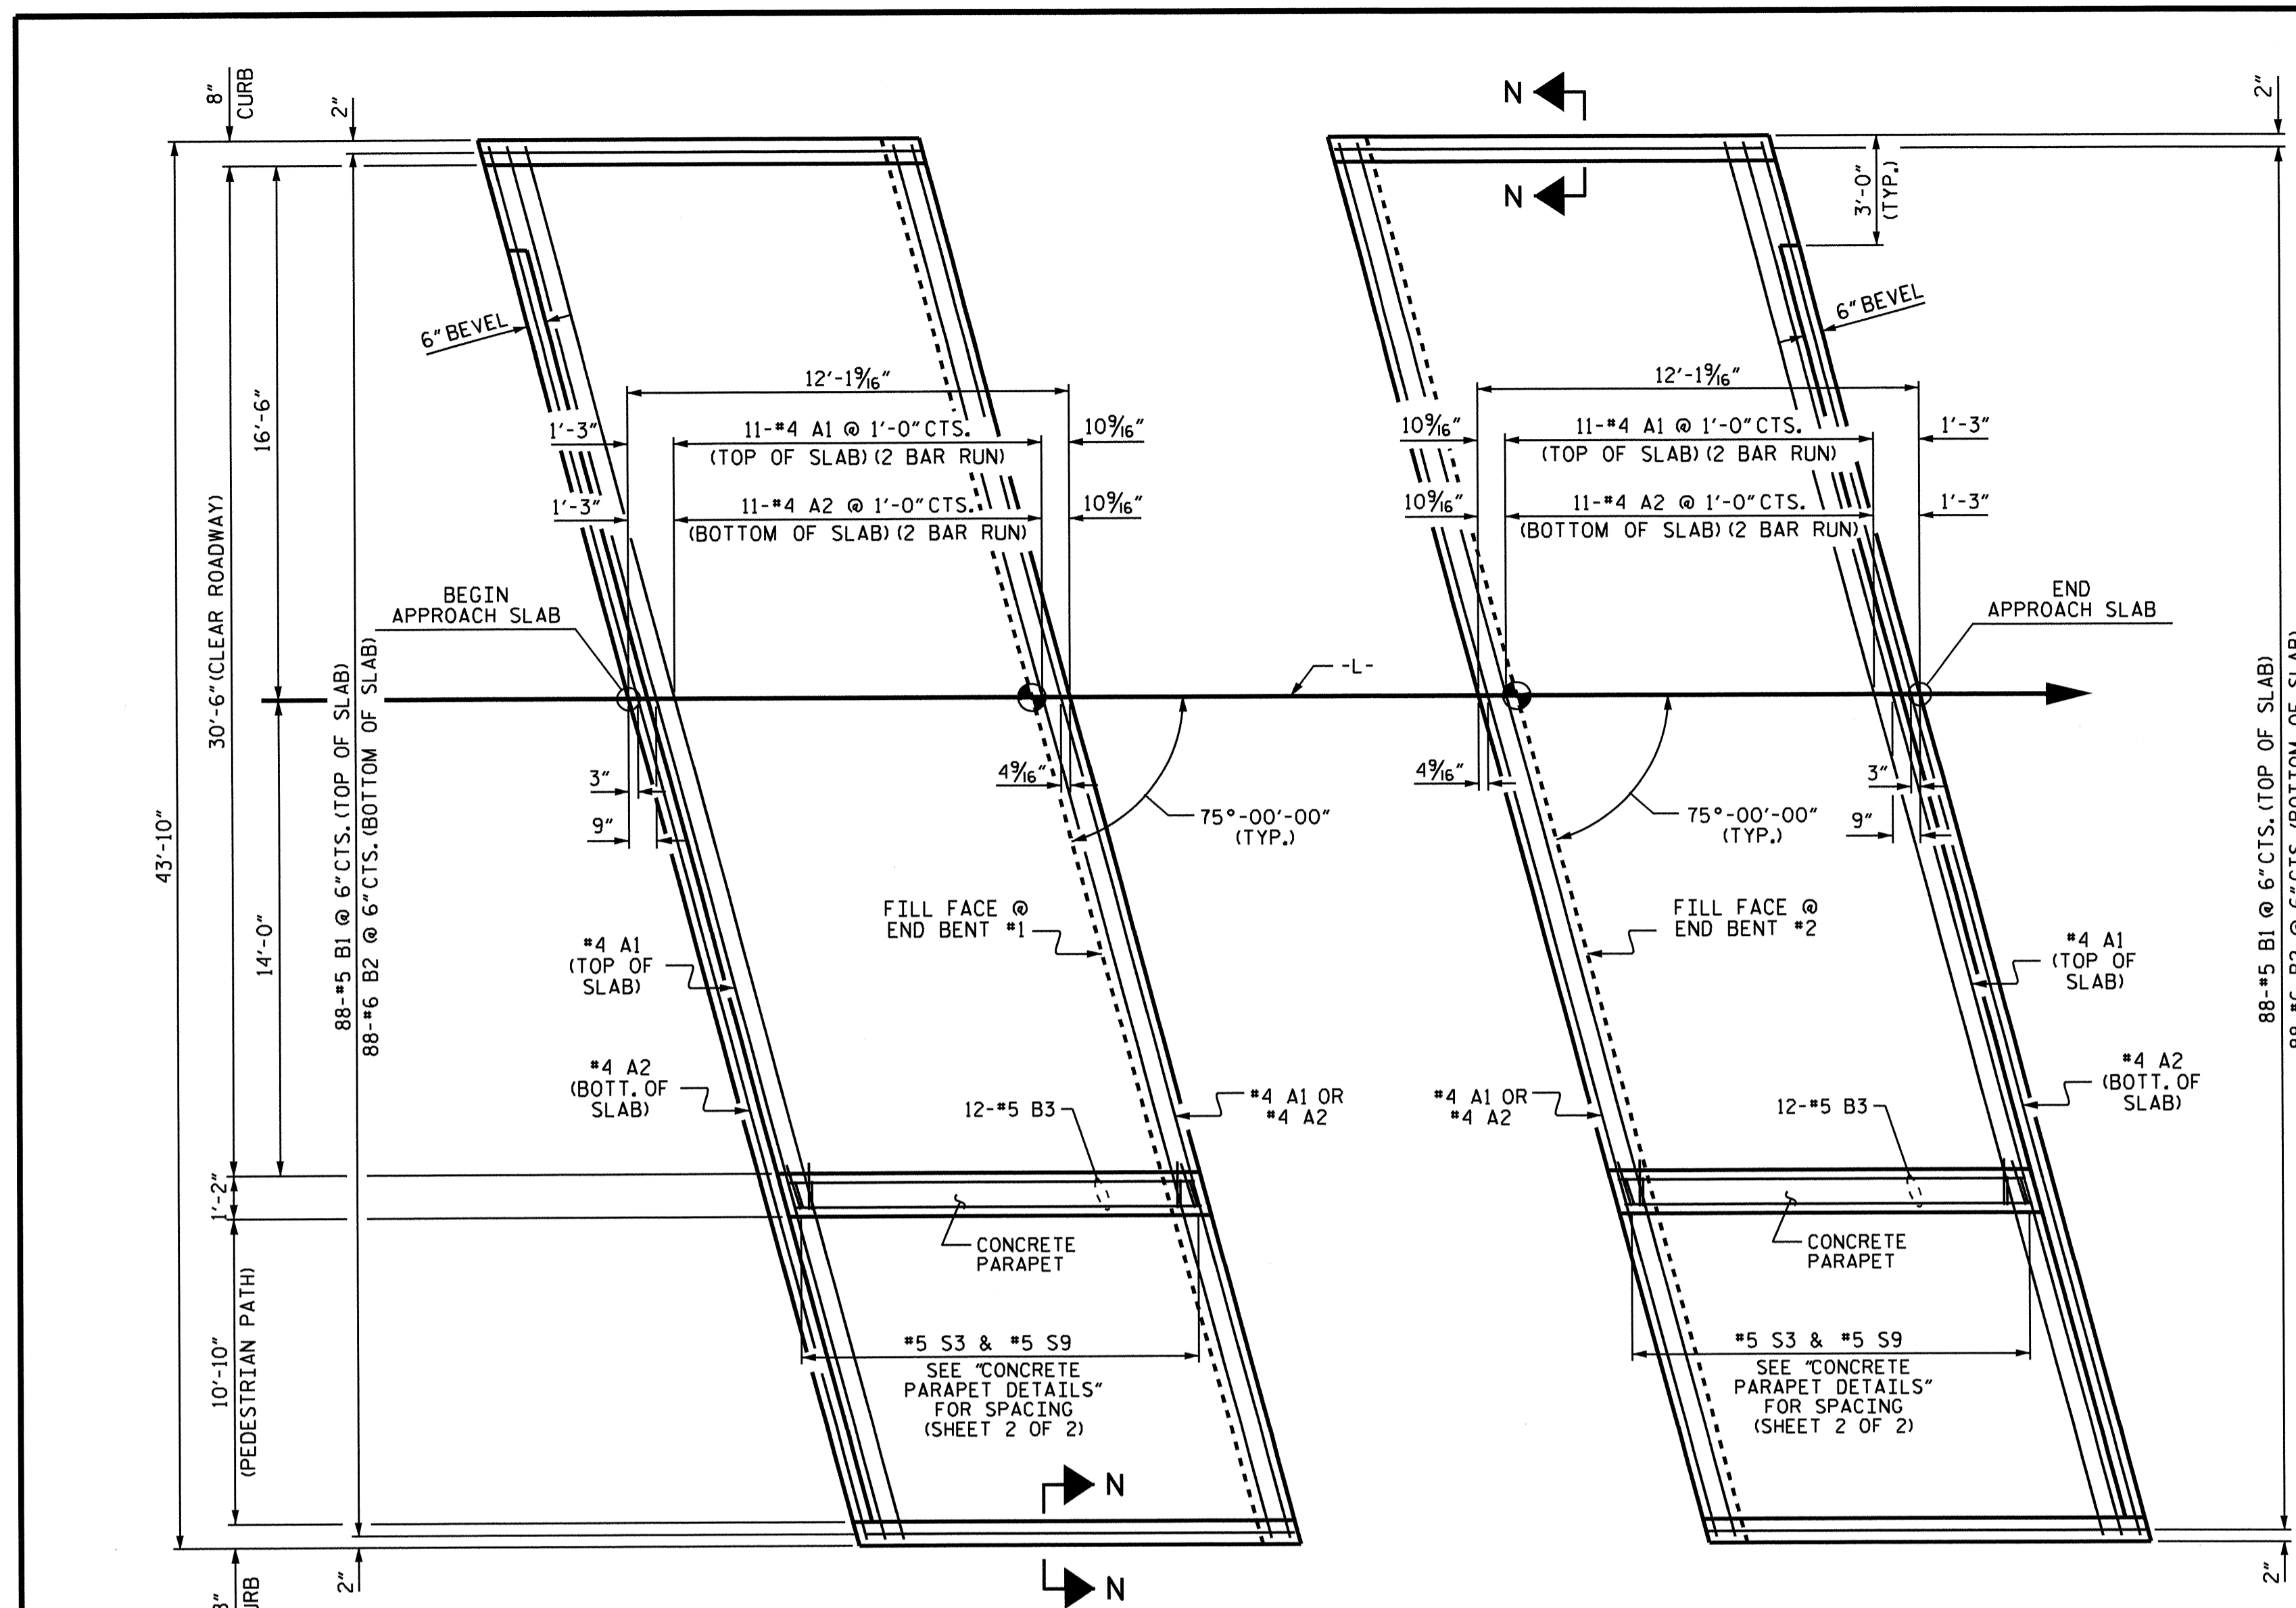 8"
CURB
2"
N
N
2"
3'-0"
(TYP.)
6" BEVEL
6" BEVEL
43'-10"
30'-6" (CLEAR ROADWAY)
16'-6"
14'-0"
1'-2"
10'-10"
(PEDESTRIAN PATH)
88-#5 B1 @ 6" CTS. (TOP OF SLAB)
88-#6 B2 @ 6" CTS. (BOTTOM OF SLAB)
12'-1 9/16"
1'-3"
11-#4 A1 @ 1'-0" CTS.
(TOP OF SLAB) (2 BAR RUN)
10 9/16"
1'-3"
11-#4 A2 @ 1'-0" CTS.
(BOTTOM OF SLAB) (2 BAR RUN)
10 9/16"
12'-1 9/16"
10 9/16"
11-#4 A1 @ 1'-0" CTS.
(TOP OF SLAB) (2 BAR RUN)
1'-3"
10 9/16"
11-#4 A2 @ 1'-0" CTS.
(BOTTOM OF SLAB) (2 BAR RUN)
1'-3"
BEGIN
APPROACH SLAB
-L-
END
APPROACH SLAB
3"
9"
4 9/16"
75°-00'-00"
(TYP.)
4 9/16"
75°-00'-00"
(TYP.)
3"
9"
FILL FACE @
END BENT #1
FILL FACE @
END BENT #2
#4 A1
(TOP OF
SLAB)
#4 A2
(BOTT. OF
SLAB)
12-#5 B3
#4 A1 OR
#4 A2
#4 A1 OR
#4 A2
12-#5 B3
#4 A1
(TOP OF
SLAB)
#4 A2
(BOTT. OF
SLAB)
CONCRETE
PARAPET
CONCRETE
PARAPET
#5 S3 & #5 S9
SEE "CONCRETE
PARAPET DETAILS"
FOR SPACING
(SHEET 2 OF 2)
#5 S3 & #5 S9
SEE "CONCRETE
PARAPET DETAILS"
FOR SPACING
(SHEET 2 OF 2)
88-#5 B1 @ 6" CTS. (TOP OF SLAB)
N
N
2"
2"